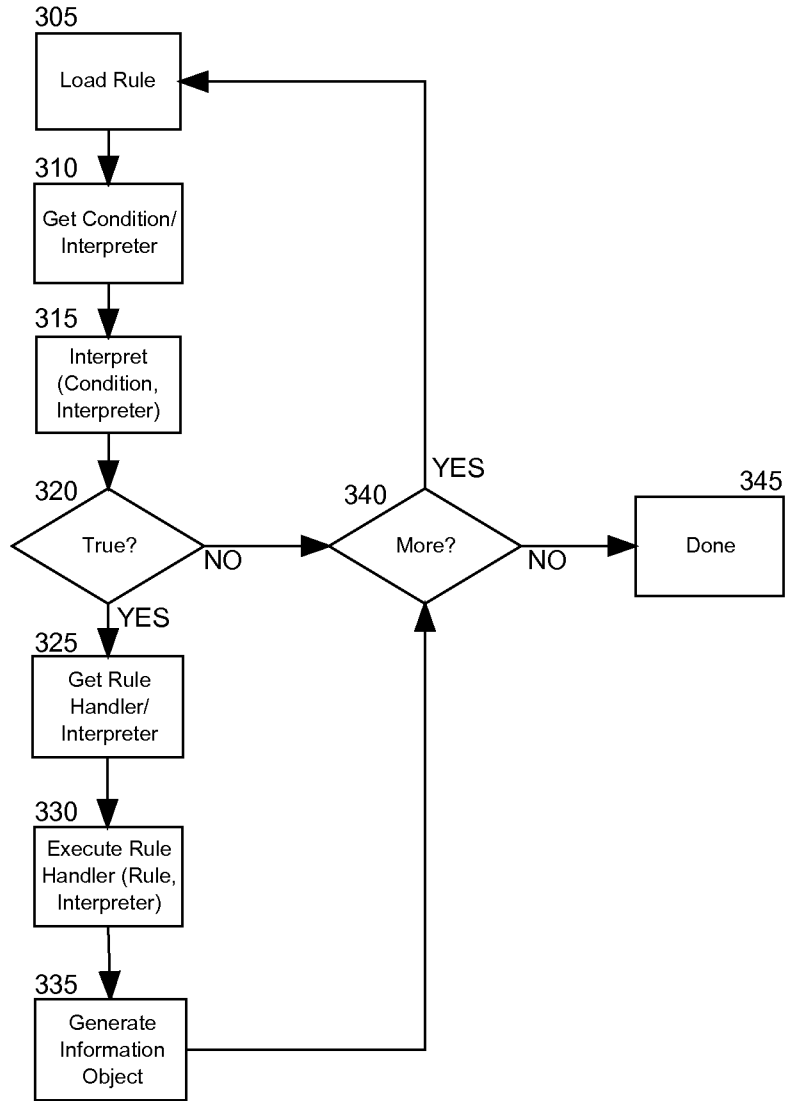 305
Load Rule
310
Get Condition/
Interpreter
315
Interpret
(Condition,
Interpreter)
320
True?
NO
YES
340
More?
YES
NO
345
Done
325
Get Rule
Handler/
Interpreter
330
Execute Rule
Handler (Rule,
Interpreter)
335
Generate
Information
Object